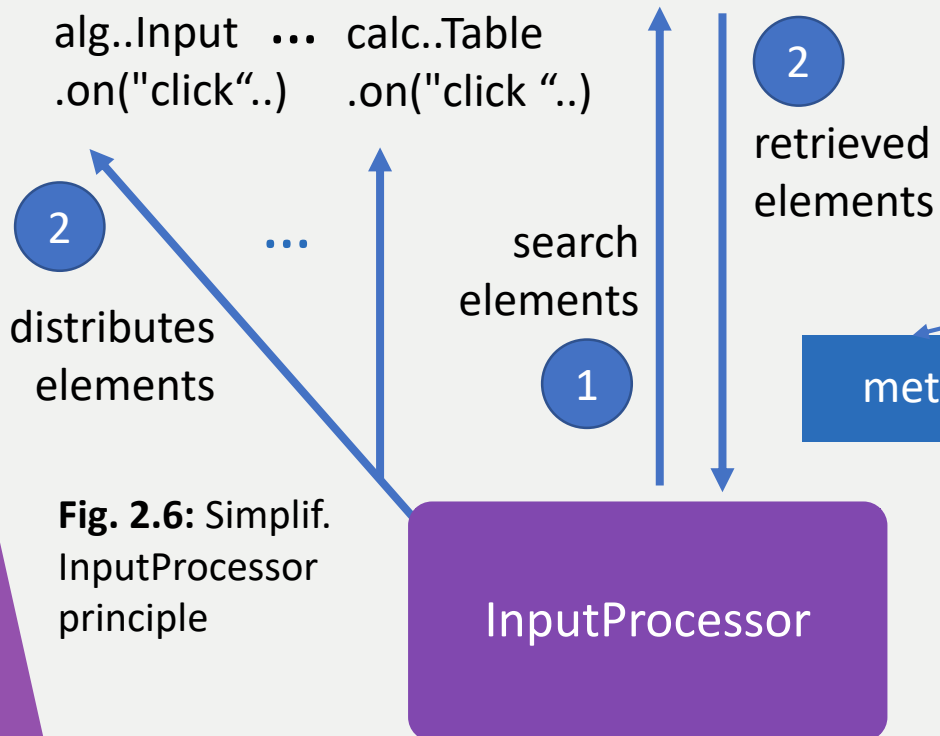 alg..Input ... calc..Table
.on("click“..) .on("click “..)
2
retrieved
elements
2
...
search
elements
distributes
elements
1
met
Fig. 2.6: Simplif.
InputProcessor
principle
InputProcessor